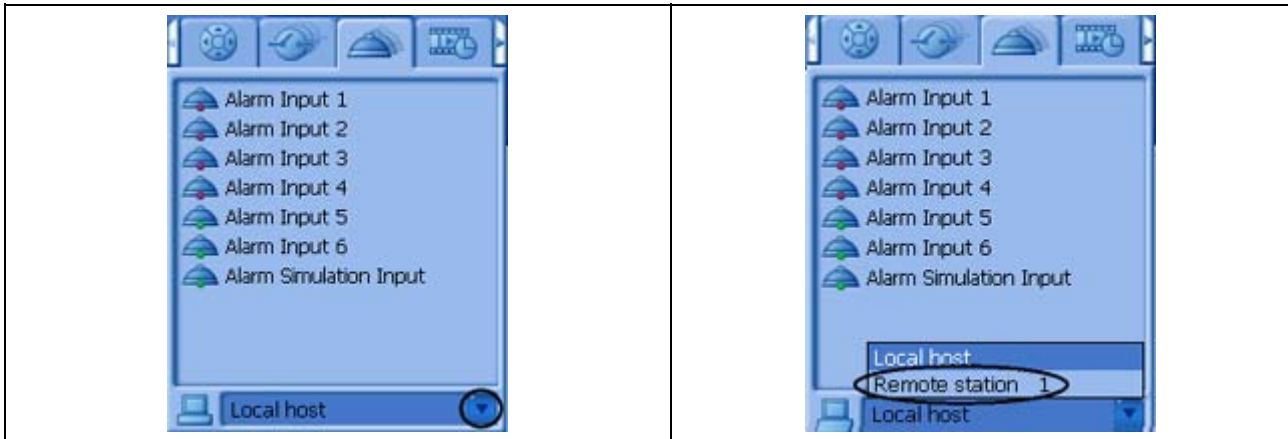 Alarm Input 1
Alarm Input 2
Alarm Input 3
Alarm Input 4
Alarm Input 5
Alarm Input 6
Alarm Simulation Input
Local host
Alarm Input 1
Alarm Input 2
Alarm Input 3
Alarm Input 4
Alarm Input 5
Alarm Input 6
Alarm Simulation Input
Local host
Remote station 1
Local host